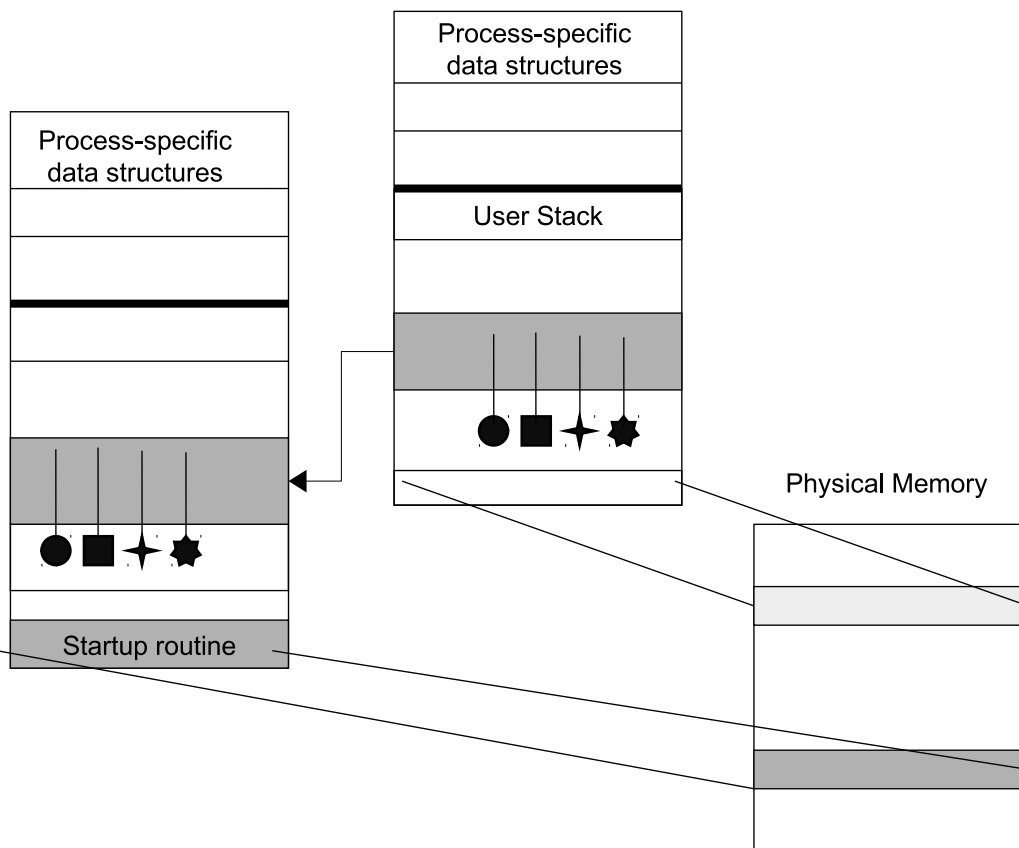 Process-specific
data structures
User Stack
Process-specific
data structures
Startup routine
Physical Memory